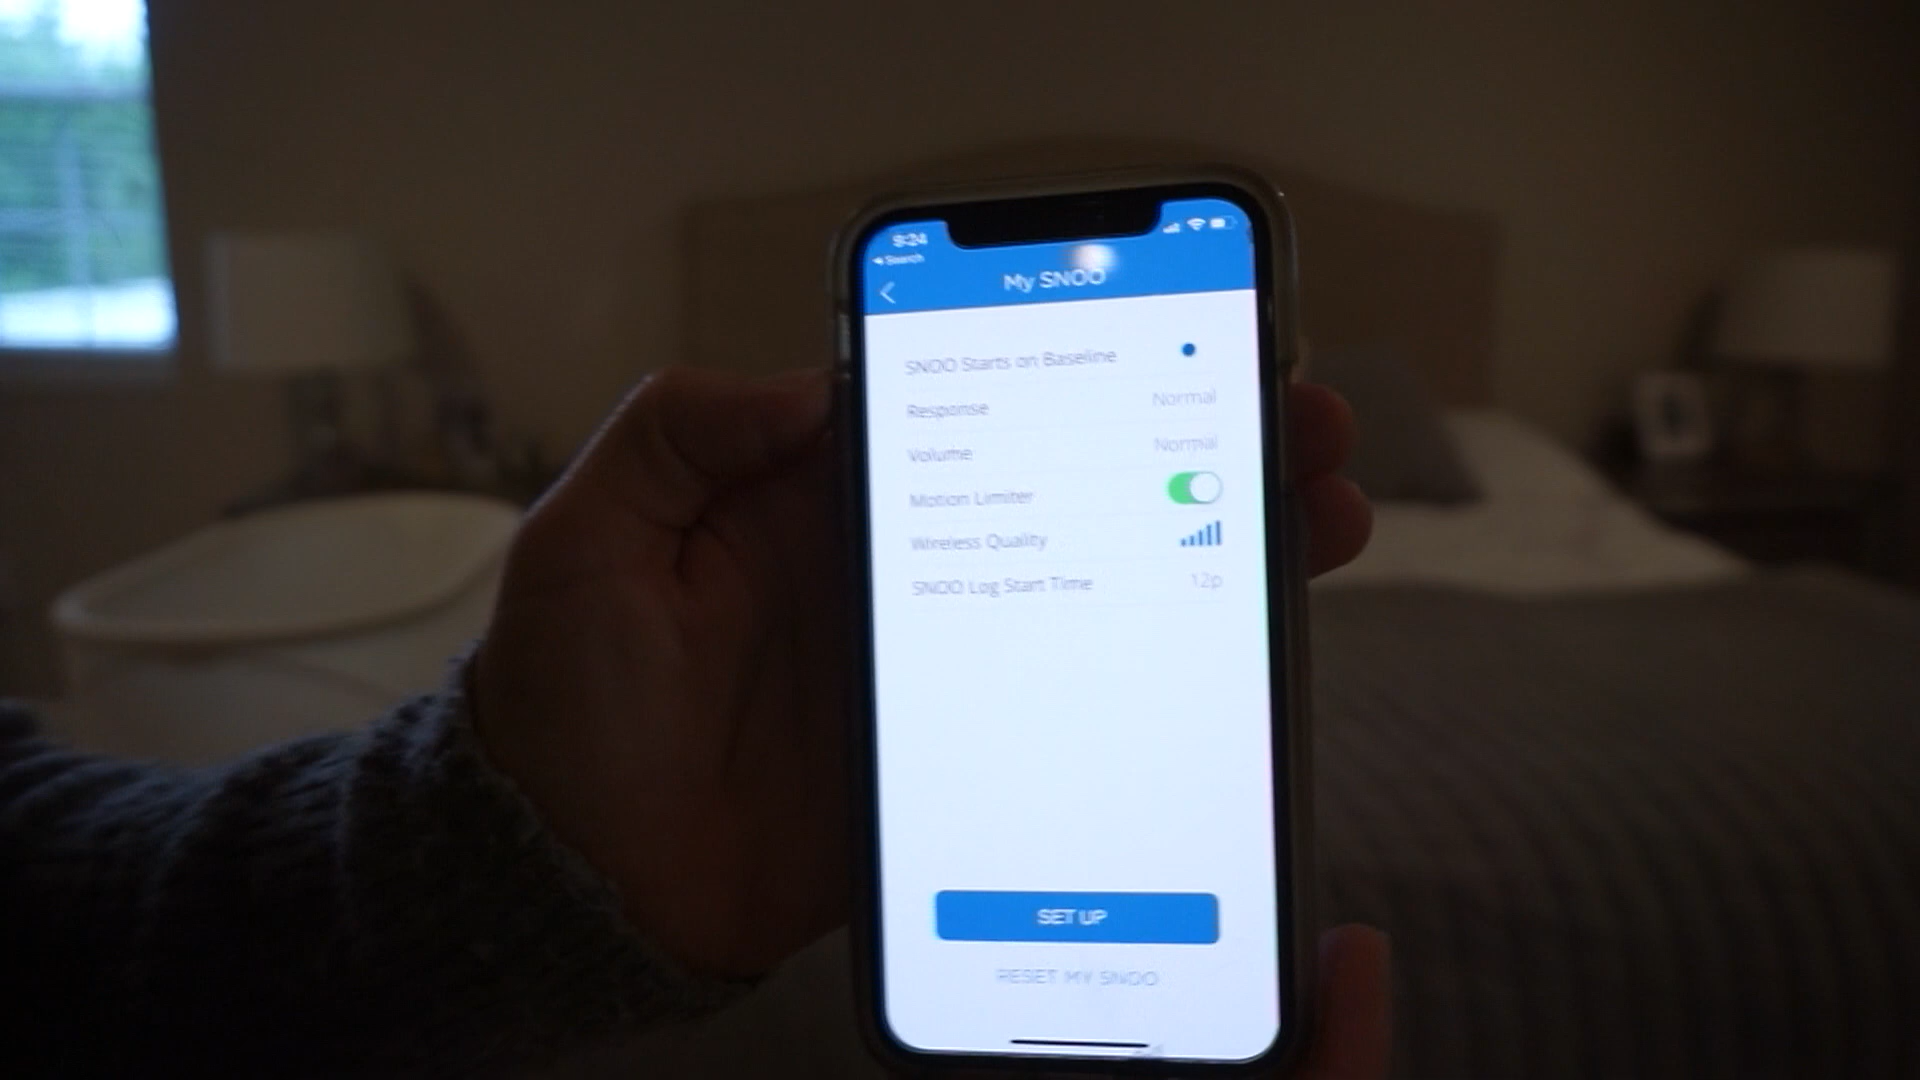 9:24
Search
My SNOO
SNOO Starts on Baseline
Response Normal
Volume Normal
Motion Limiter
Wireless Quality
SNOO Log Start Time 12p
SET UP
RESET MY SNOO